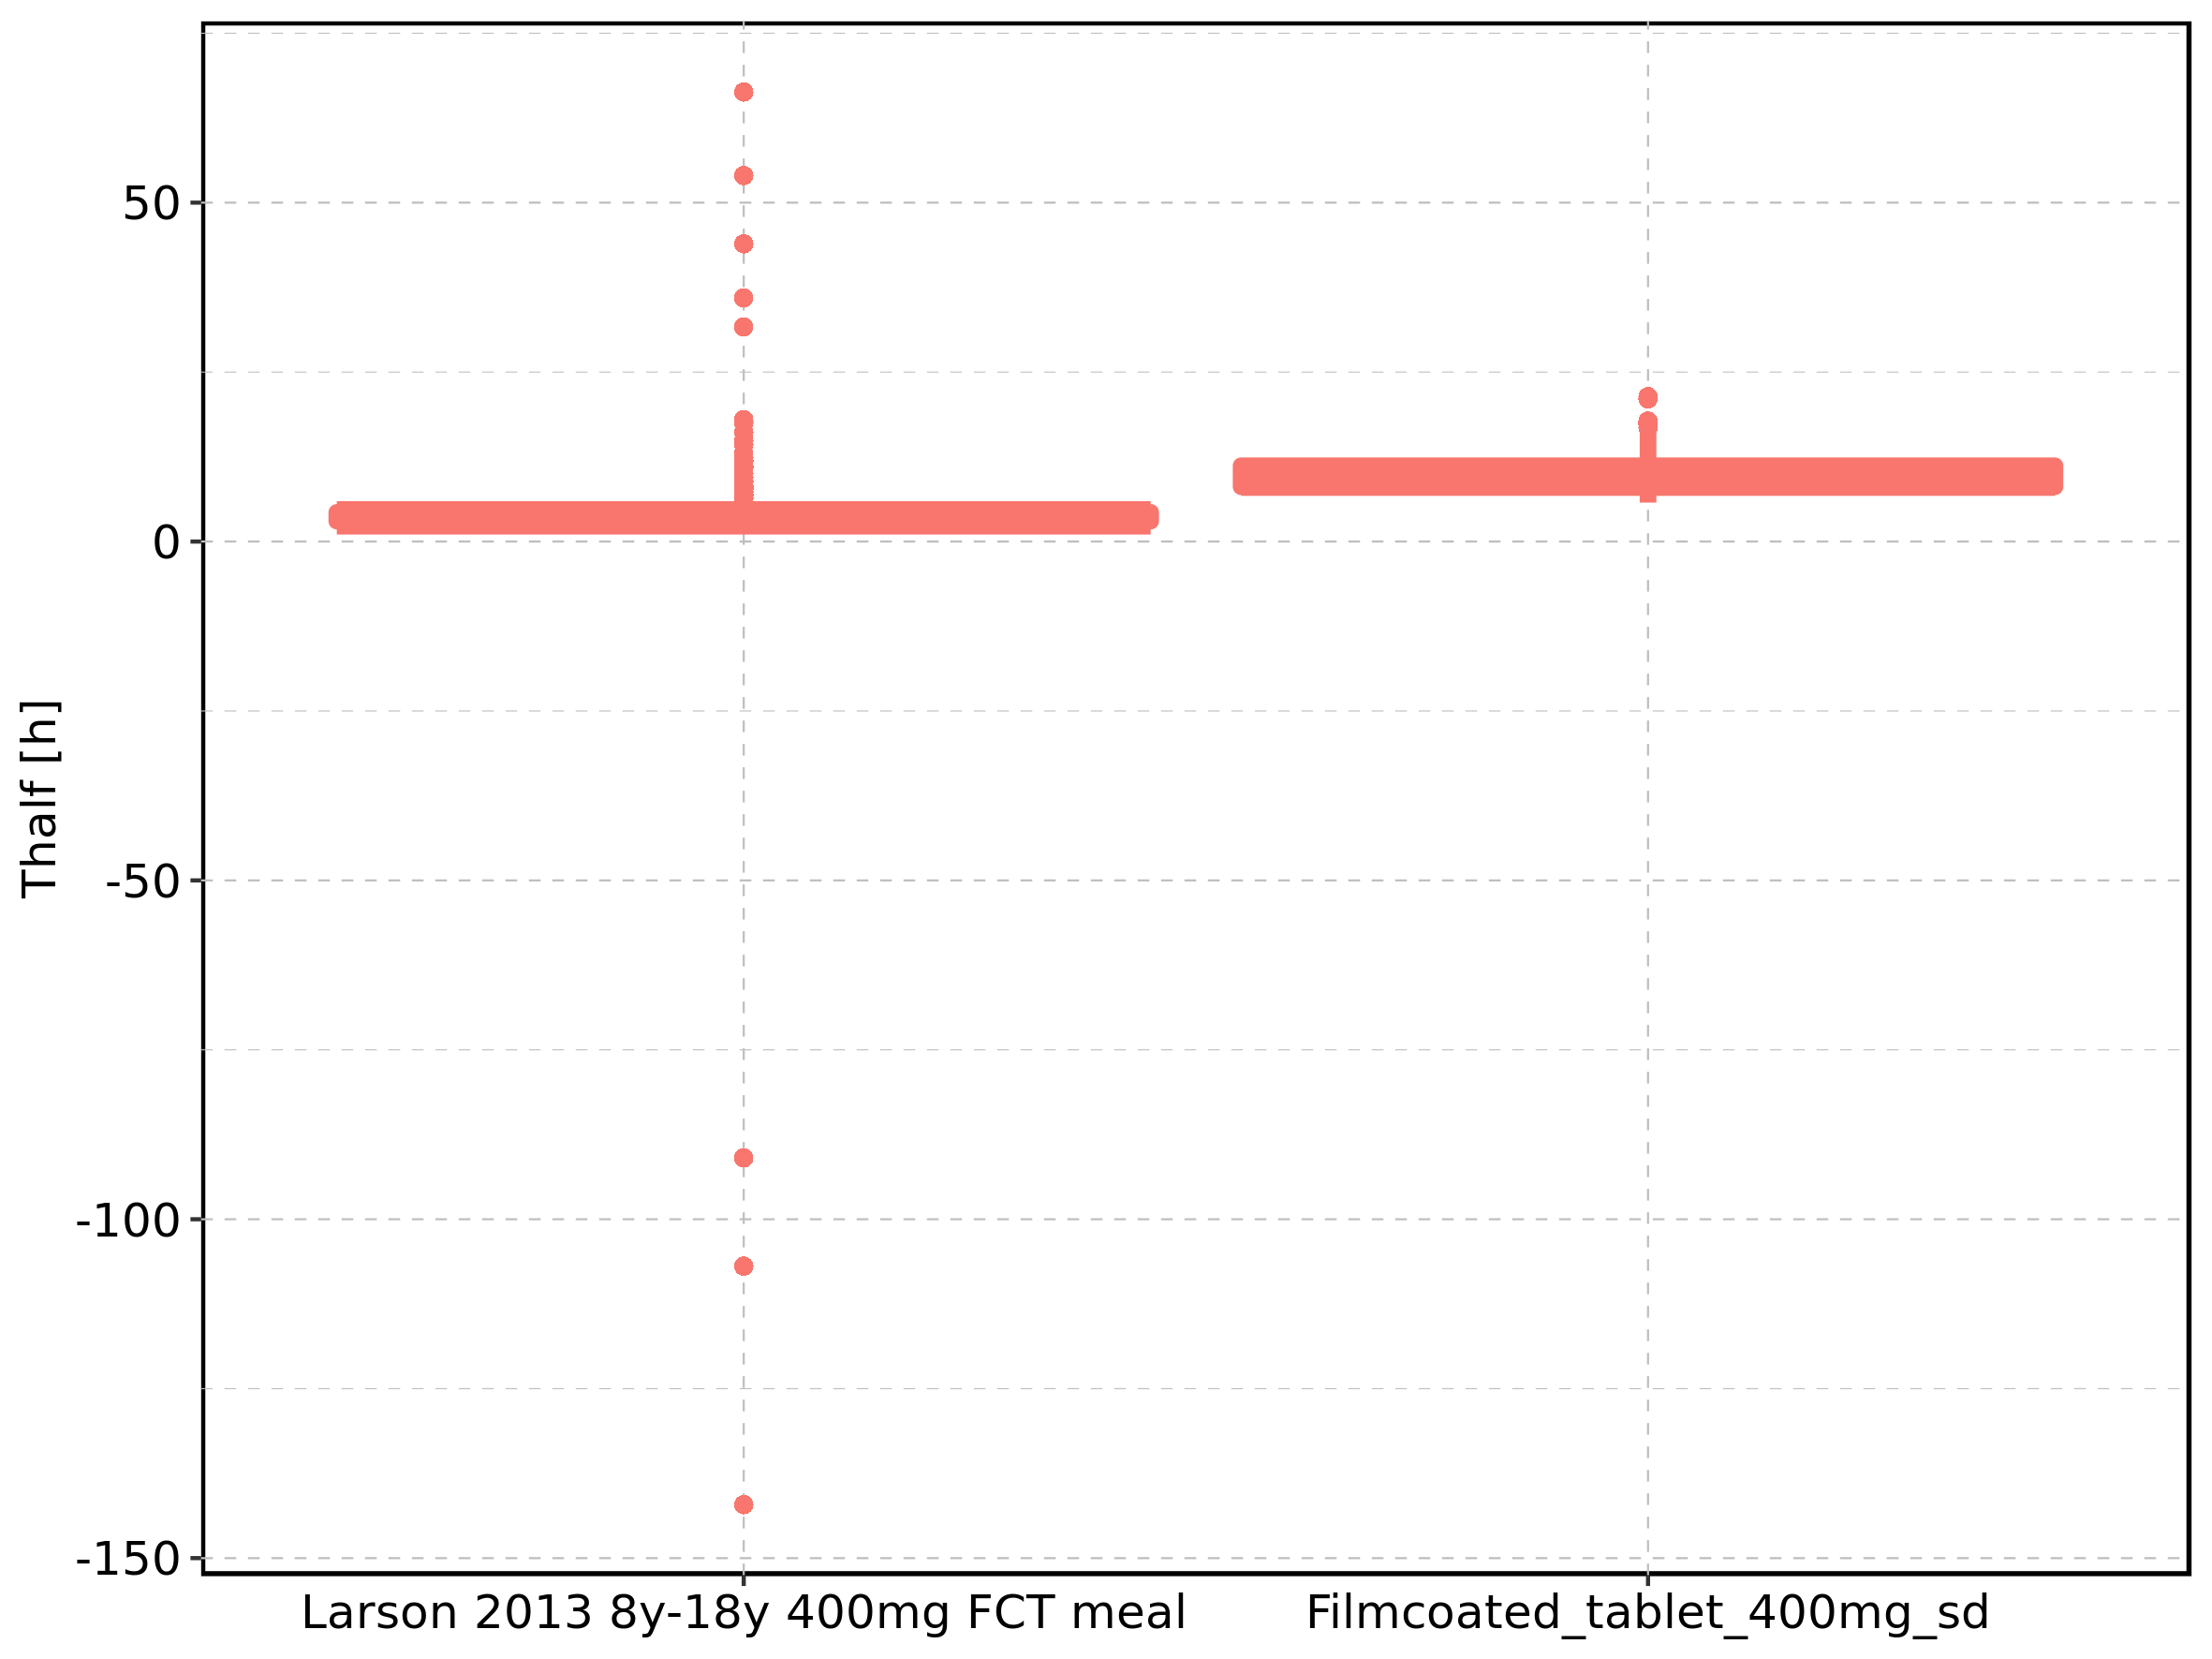 Thalf [h]
50
0
-50
-100
-150
Larson 2013 8y-18y 400mg FCT meal
Filmcoated_tablet_400mg_sd